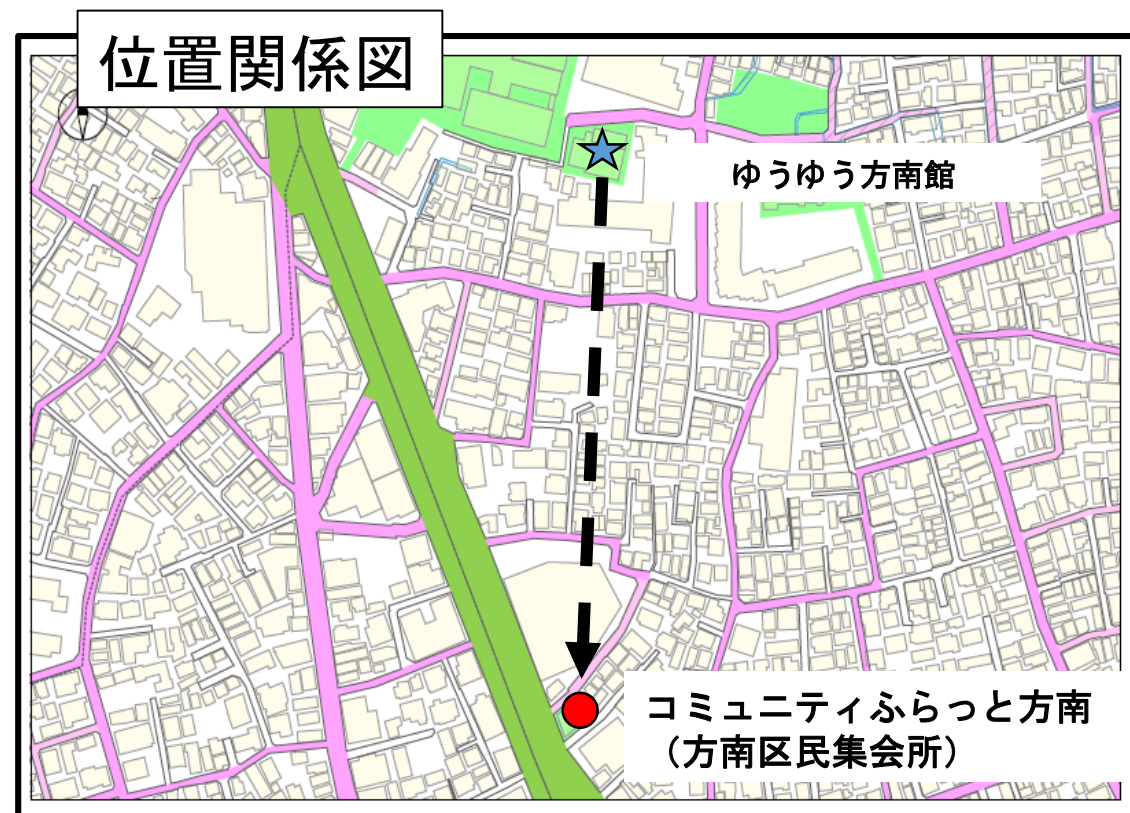 位置関係図
ゆうゆう方南館
コミュニティふらっと方南
（方南区民集会所）